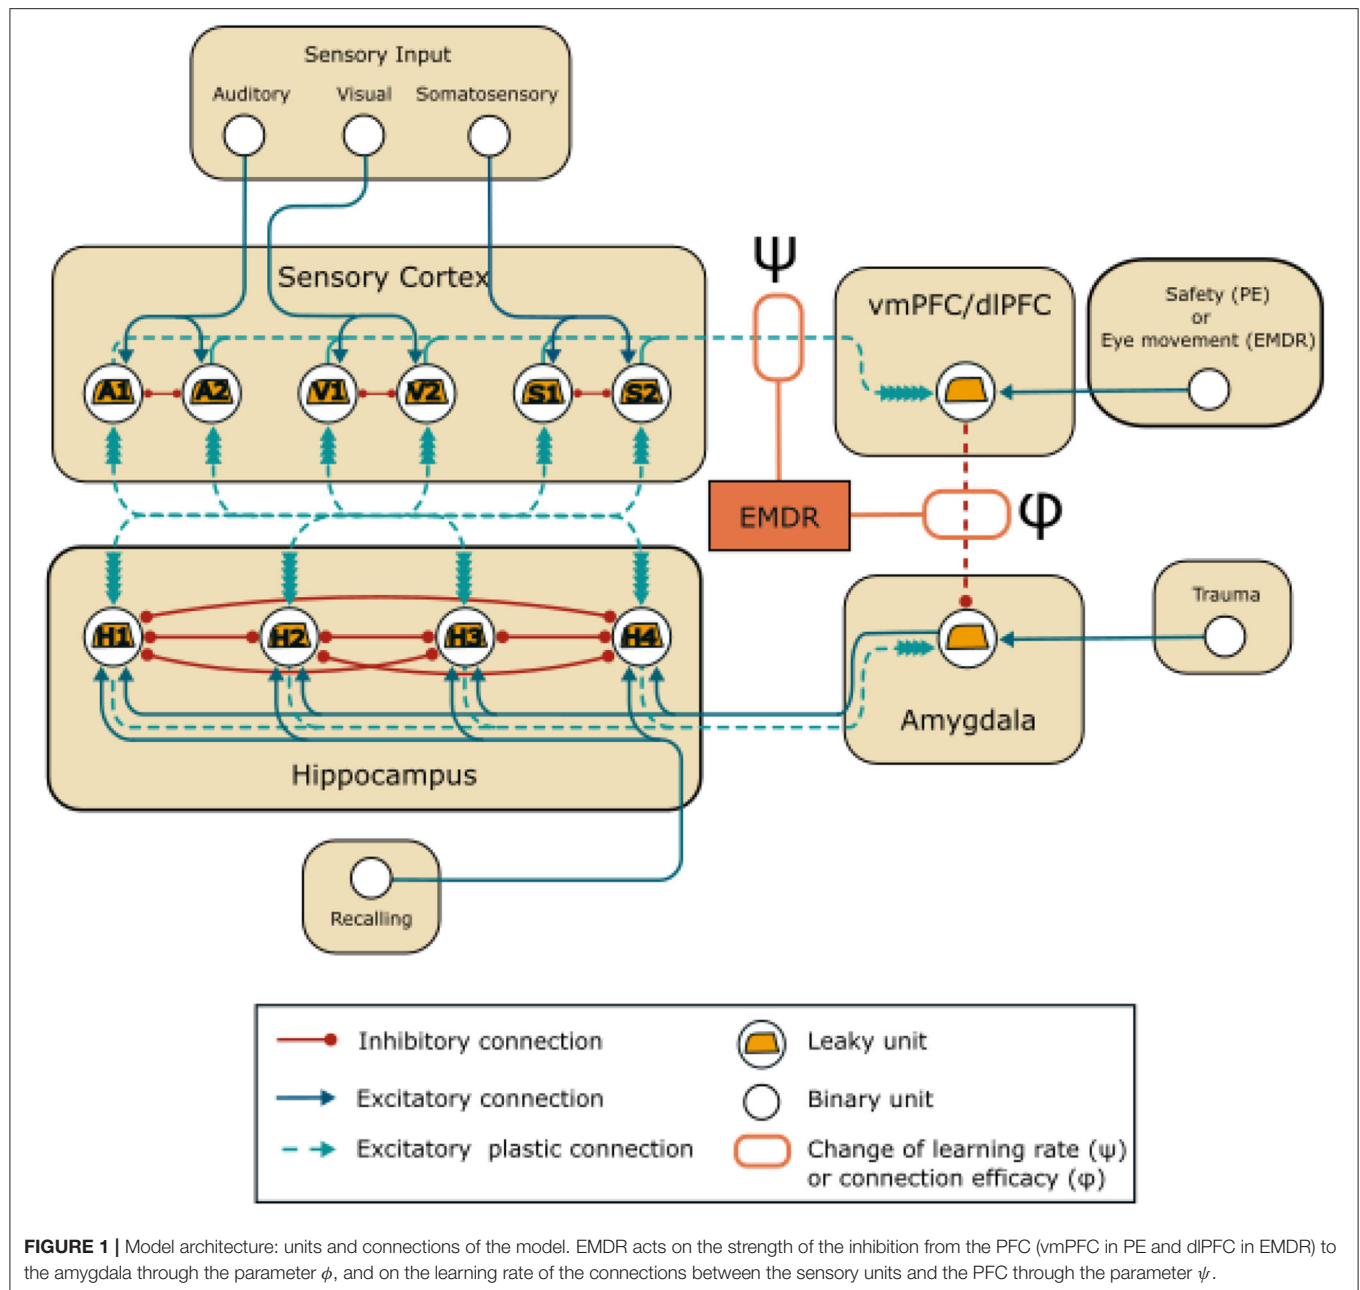 Sensory Input
Auditory Visual Somatosensory
Sensory Cortex
A1 A2 V1 V2 S1 S2
ψ
vmPFC/dlPFC
Safety (PE)
or
Eye movement (EMDR)
EMDR
φ
H1 H2 H3 H4
Hippocampus
Amygdala
Trauma
Recalling
Inhibitory connection
Excitatory connection
Excitatory plastic connection
Leaky unit
Binary unit
Change of learning rate (ψ)
or connection efficacy (φ)
FIGURE 1 | Model architecture: units and connections of the model. EMDR acts on the strength of the inhibition from the PFC (vmPFC in PE and dlPFC in EMDR) to
the amygdala through the parameter ϕ, and on the learning rate of the connections between the sensory units and the PFC through the parameter ψ.